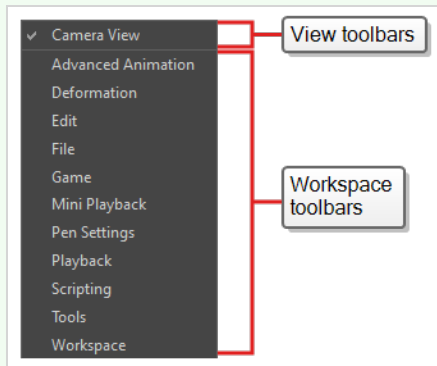 Camera View
Advanced Animation
Deformation
Edit
File
Game
Mini Playback
Pen Settings
Playback
Scripting
Tools
Workspace
View toolbars
Workspace
toolbars